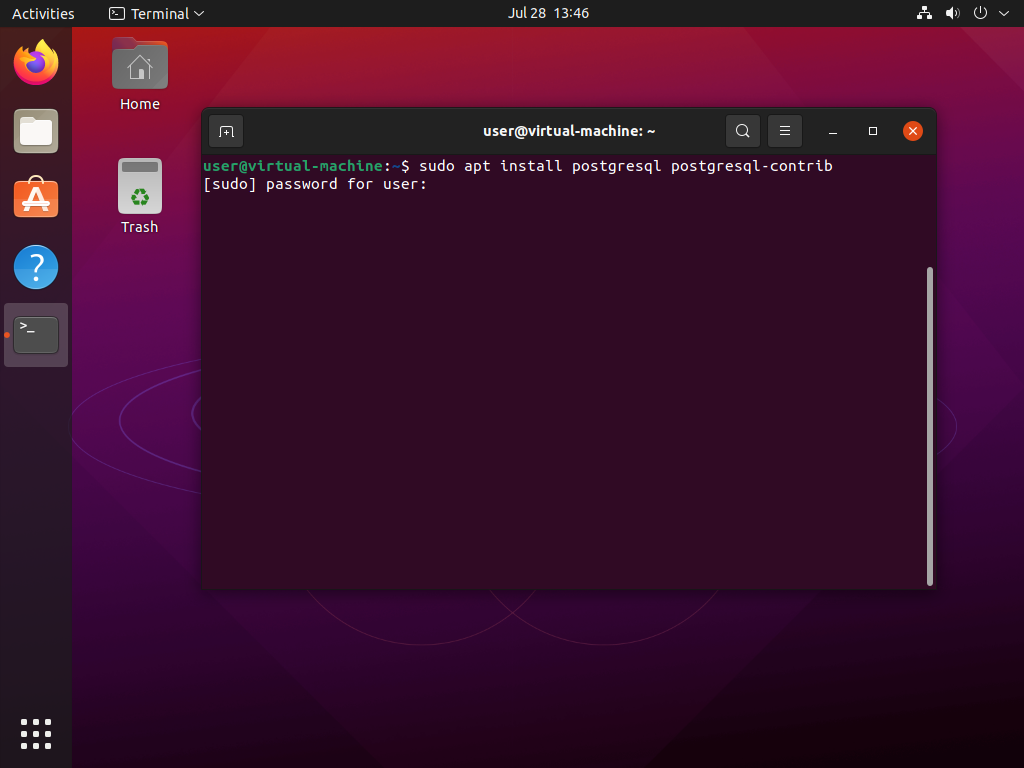 Activities
Terminal
Jul 28 13:46
Home
Trash
user@virtual-machine: ~
user@virtual-machine:~$ sudo apt install postgresql postgresql-contrib
[sudo] password for user: